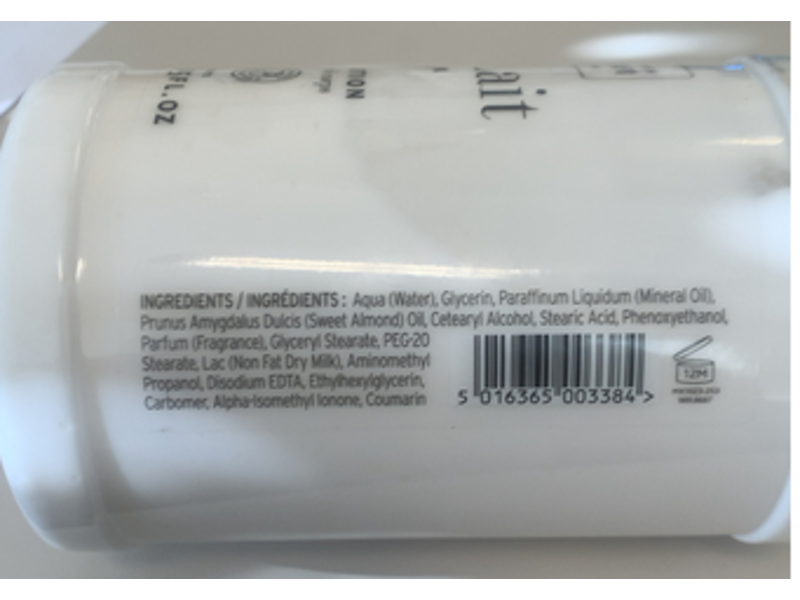 FL.OZ
ait
INGREDIENTS / INGRÉDIENTS : Aqua (Water), Glycerin, Paraffinum Liquidum (Mineral Oil),
Prunus Amygdalus Dulcis (Sweet Almond) Oil, Cetearyl Alcohol, Stearic Acid, Phenoxyethanol,
Parfum (Fragrance), Glyceryl Stearate, PEG-20
Stearate, Lac (Non Fat Dry Milk), Aminomethyl
Propanol, Disodium EDTA, Ethylhexylglycerin,
Carbomer, Alpha-Isomethyl Ionone, Coumarin
5 016365 003384 >
12M